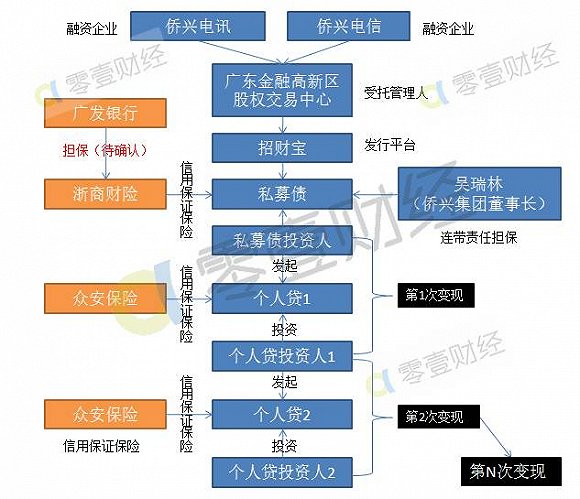 融资企业
侨兴电讯
侨兴电信
融资企业
零壹财经
零壹财经
广东金融高新区
股权交易中心
受托管理人
广发银行
招财宝
发行平台
担保（待确认）
信用保证保险
浙商财险
私募债
吴瑞林
（侨兴集团董事长）
连带责任担保
私募债投资人
零壹财经
发起
信用保证保险
众安保险
个人贷1
第1次变现
投资
个人贷投资人1
零壹财经
发起
信用保证保险
众安保险
个人贷2
第2次变现
信用保证保险
投资
个人贷投资人2
第N次变现